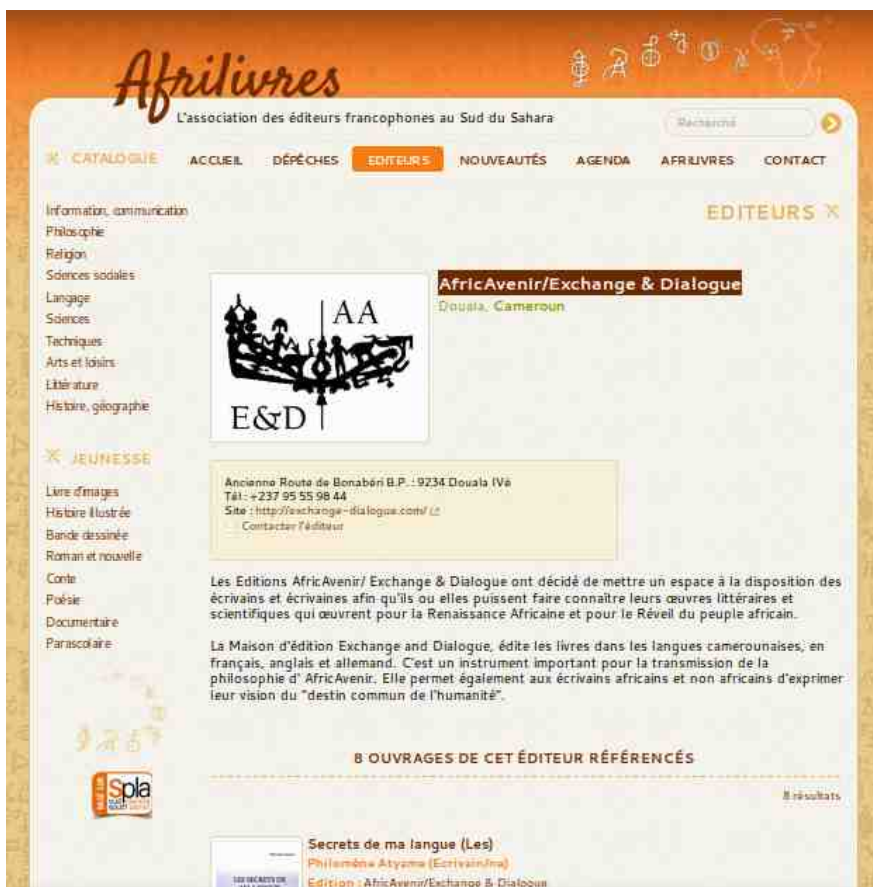 Afrilivres
L'association des éditeurs francophones au Sud du Sahara
Recherche
CATALOGUE
ACCUEIL DÉPÊCHES EDITEURS NOUVEAUTÉS AGENDA AFRILIVRES CONTACT
Information, communication
Philosophie
Religion
Sciences sociales
Langage
Sciences
Techniques
Arts et loisirs
Littérature
Histoire, géographie
JEUNESSE
Livre d'images
Histoire illustrée
Bande dessinée
Roman et nouvelle
Conte
Poésie
Documentaire
Parascolaire
Spla
EDITEURS
AA
E&D
AfricAvenir/Exchange & Dialogue
Douala, Cameroun
Ancienne Route de Bonabéri B.P. : 9234 Douala IVè
Tél : +237 95 55 98 44
Site : http://exchange-dialogue.com/
Contacter l'éditeur
Les Editions AfricAvenir/ Exchange & Dialogue ont décidé de mettre un espace à la disposition des
écrivains et écrivaines afin qu'ils ou elles puissent faire connaître leurs œuvres littéraires et
scientifiques qui œuvrent pour la Renaissance Africaine et pour le Réveil du peuple africain.
La Maison d'édition Exchange and Dialogue, édite les livres dans les langues camerounaises, en
français, anglais et allemand. C'est un instrument important pour la transmission de la
philosophie d' AfricAvenir. Elle permet également aux écrivains africains et non africains d'exprimer
leur vision du "destin commun de l'humanité".
8 OUVRAGES DE CET ÉDITEUR RÉFÉRENCÉS
8 résultats
Secrets de ma langue (Les)
Philomène Atyame (Ecrivain/ne)
Edition : AfricAvenir/Exchange & Dialogue
LES SECRETS DE